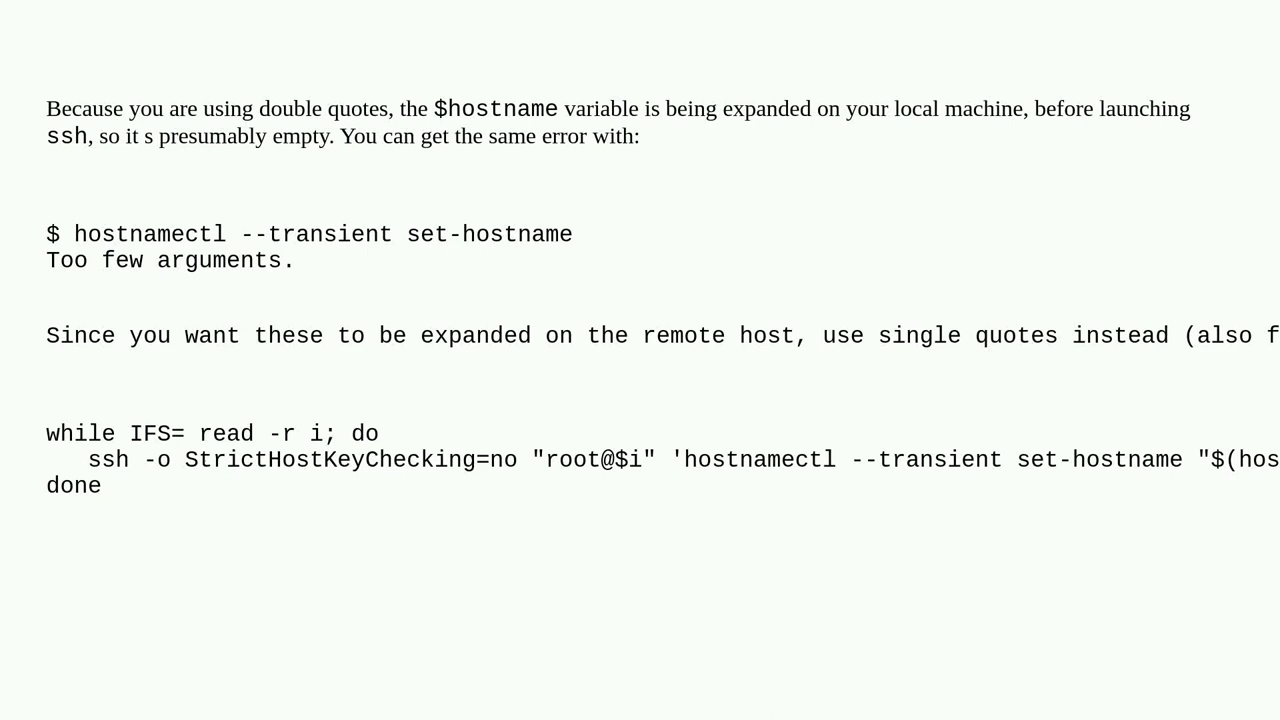 Because you are using double quotes, the $hostname variable is being expanded on your local machine, before launching
ssh, so it s presumably empty. You can get the same error with:
$ hostnamectl --transient set-hostname
Too few arguments.
Since you want these to be expanded on the remote host, use single quotes instead (also f
while IFS= read -r i; do
   ssh -o StrictHostKeyChecking=no "root@$i" 'hostnamectl --transient set-hostname "$(hos
done